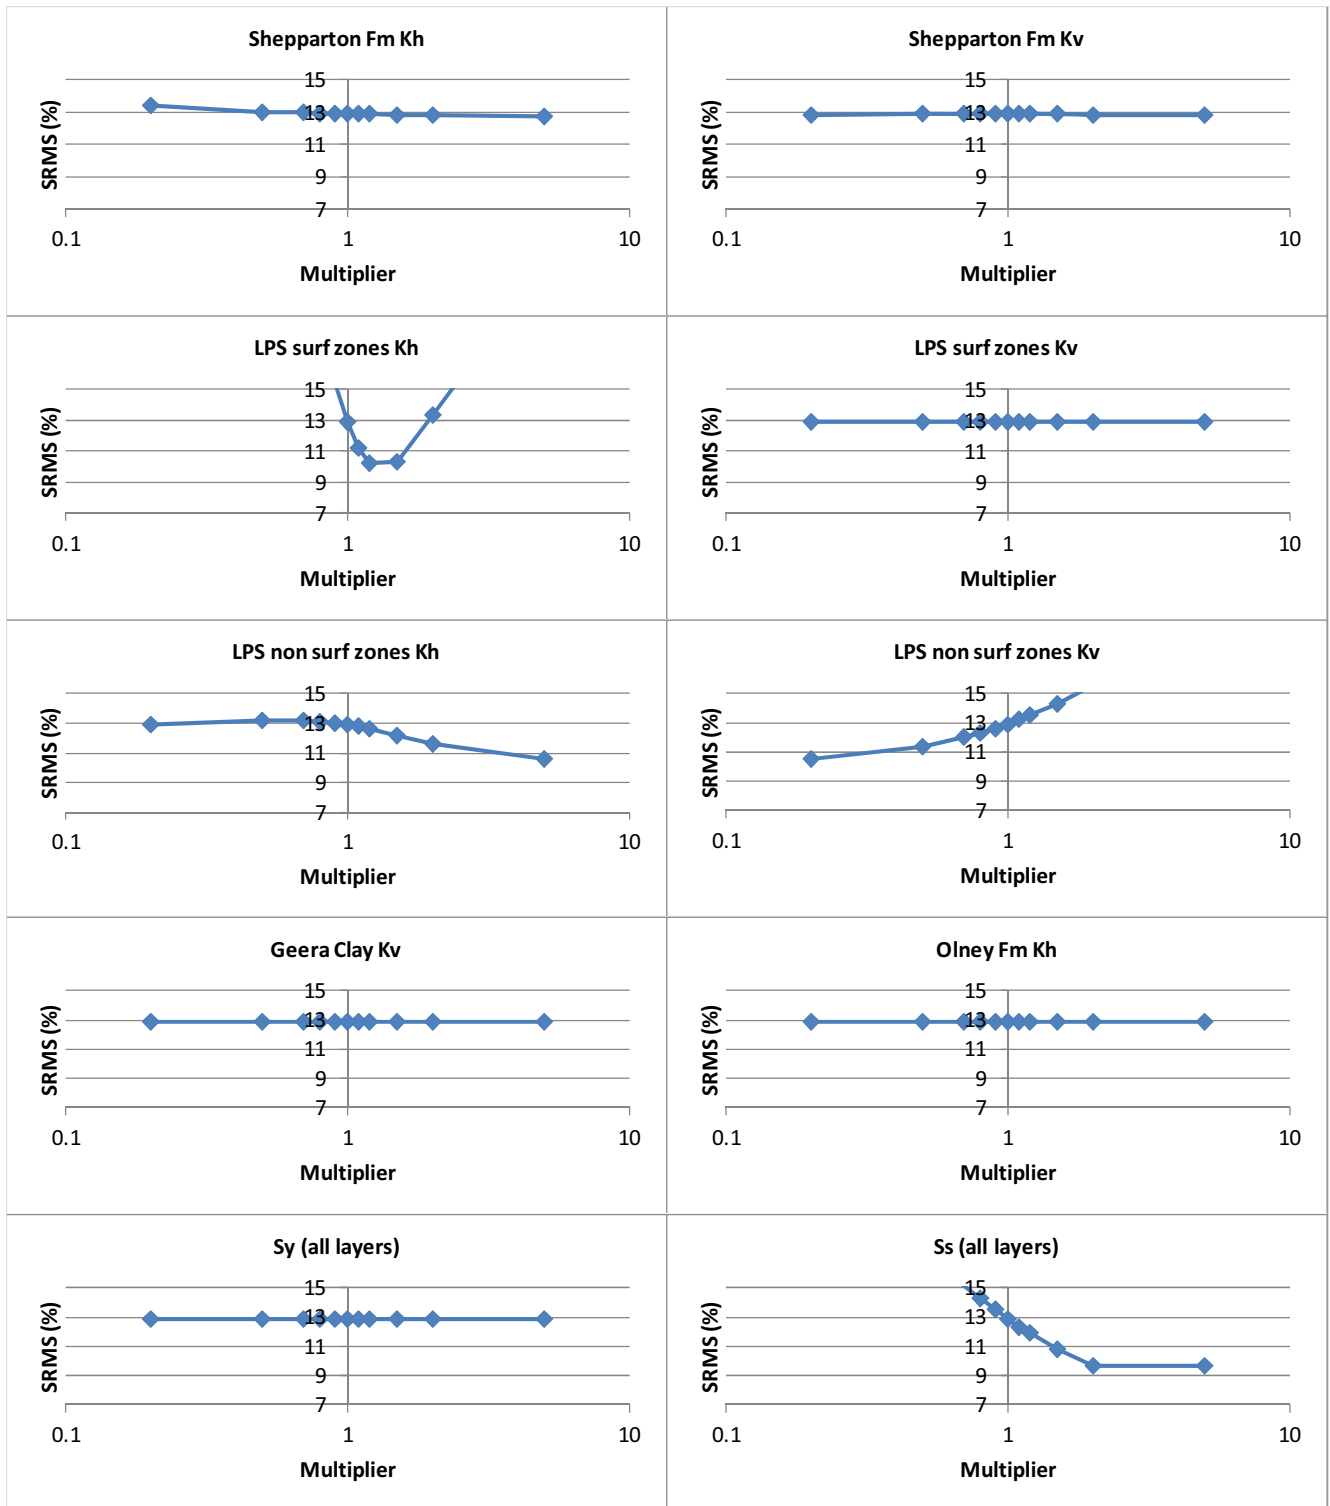 Shepparton Fm Kh
15
13
11
9
7
0.1 1 10
SRMS (%)
Multiplier
Shepparton Fm Kv
15
13
11
9
7
0.1 1 10
SRMS (%)
Multiplier
LPS surf zones Kh
15
13
11
9
7
0.1 1 10
SRMS (%)
Multiplier
LPS surf zones Kv
15
13
11
9
7
0.1 1 10
SRMS (%)
Multiplier
LPS non surf zones Kh
15
13
11
9
7
0.1 1 10
SRMS (%)
Multiplier
LPS non surf zones Kv
15
13
11
9
7
0.1 1 10
SRMS (%)
Multiplier
Geera Clay Kv
15
13
11
9
7
0.1 1 10
SRMS (%)
Multiplier
Olney Fm Kh
15
13
11
9
7
0.1 1 10
SRMS (%)
Multiplier
Sy (all layers)
15
13
11
9
7
0.1 1 10
SRMS (%)
Multiplier
Ss (all layers)
15
13
11
9
7
0.1 1 10
SRMS (%)
Multiplier